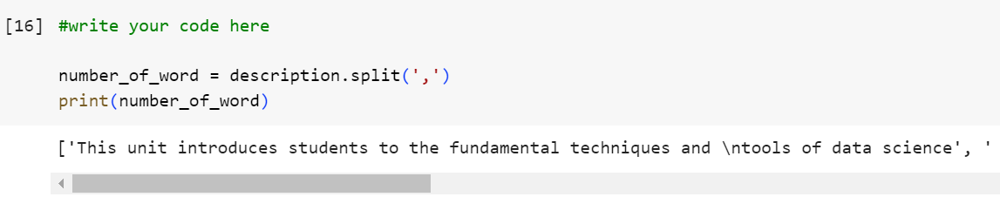 [16] #write your code here
number_of_word = description.split(',')
print(number_of_word)
['This unit introduces students to the fundamental techniques and \ntools of data science', '